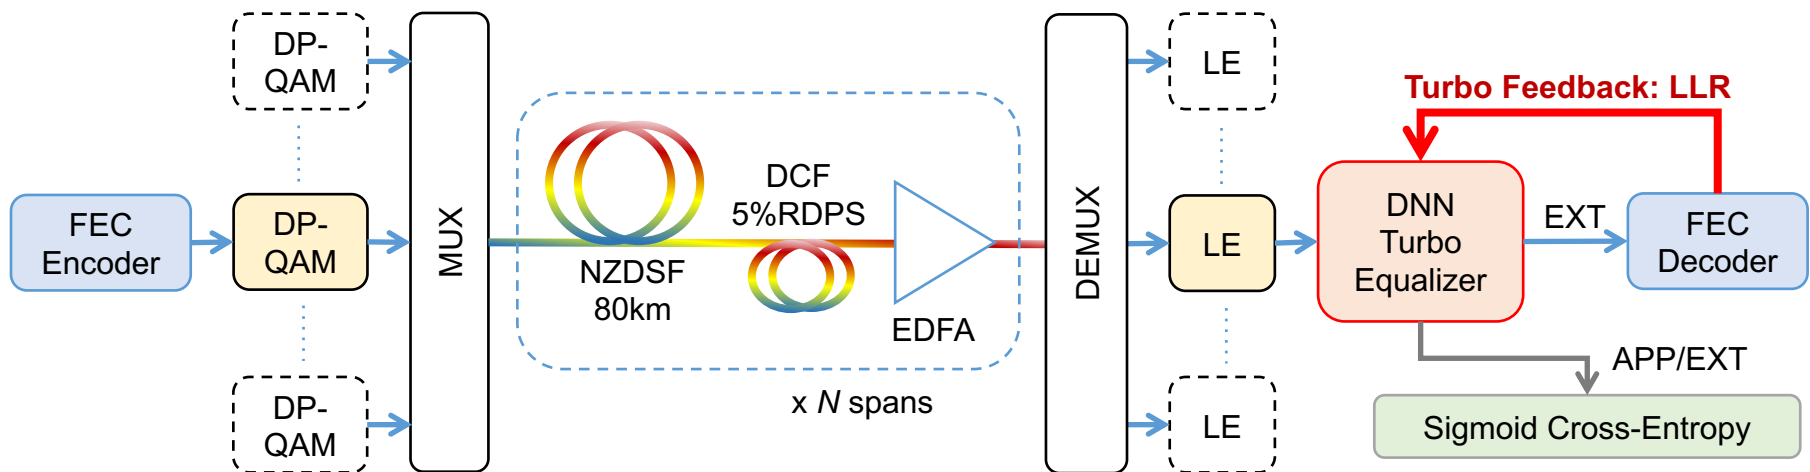 FEC
Encoder
DP-
QAM
DP-
QAM
DP-
QAM
MUX
NZDSF
80km
DCF
5%RDPS
EDFA
x N spans
DEMUX
LE
LE
LE
Turbo Feedback: LLR
DNN
Turbo
Equalizer
EXT
FEC
Decoder
APP/EXT
Sigmoid Cross-Entropy